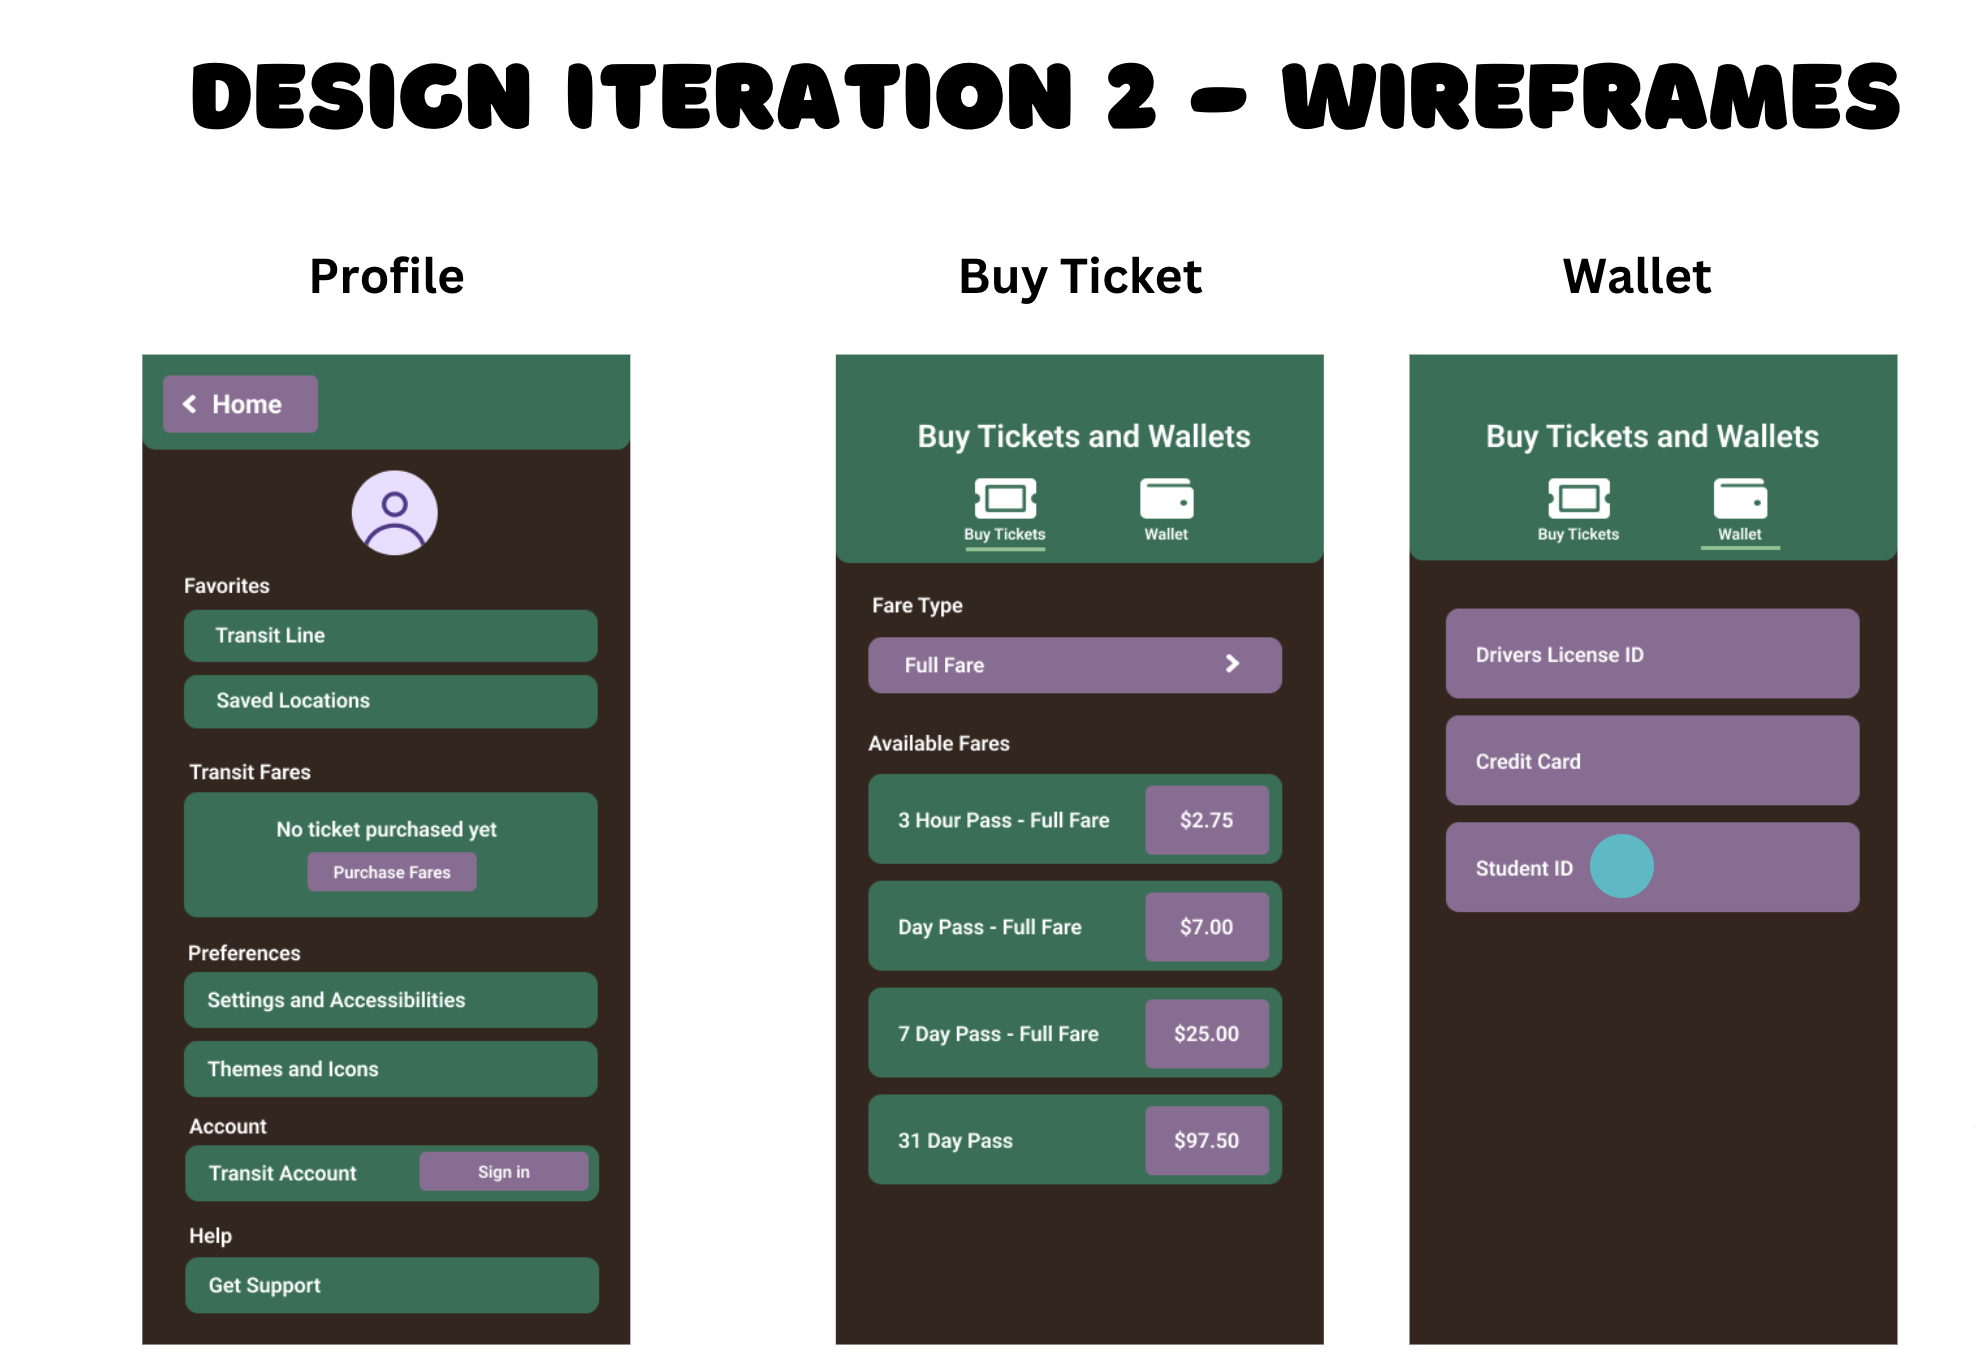 DESIGN ITERATION 2 - WIREFRAMES
Profile
Home
Favorites
Transit Line
Saved Locations
Transit Fares
No ticket purchased yet
Purchase Fares
Preferences
Settings and Accessibilities
Themes and Icons
Account
Transit Account
Sign in
Help
Get Support
Buy Ticket
Buy Tickets and Wallets
Buy Tickets
Wallet
Fare Type
Full Fare
Available Fares
3 Hour Pass - Full Fare
$2.75
Day Pass - Full Fare
$7.00
7 Day Pass - Full Fare
$25.00
31 Day Pass
$97.50
Wallet
Buy Tickets and Wallets
Buy Tickets
Wallet
Drivers License ID
Credit Card
Student ID